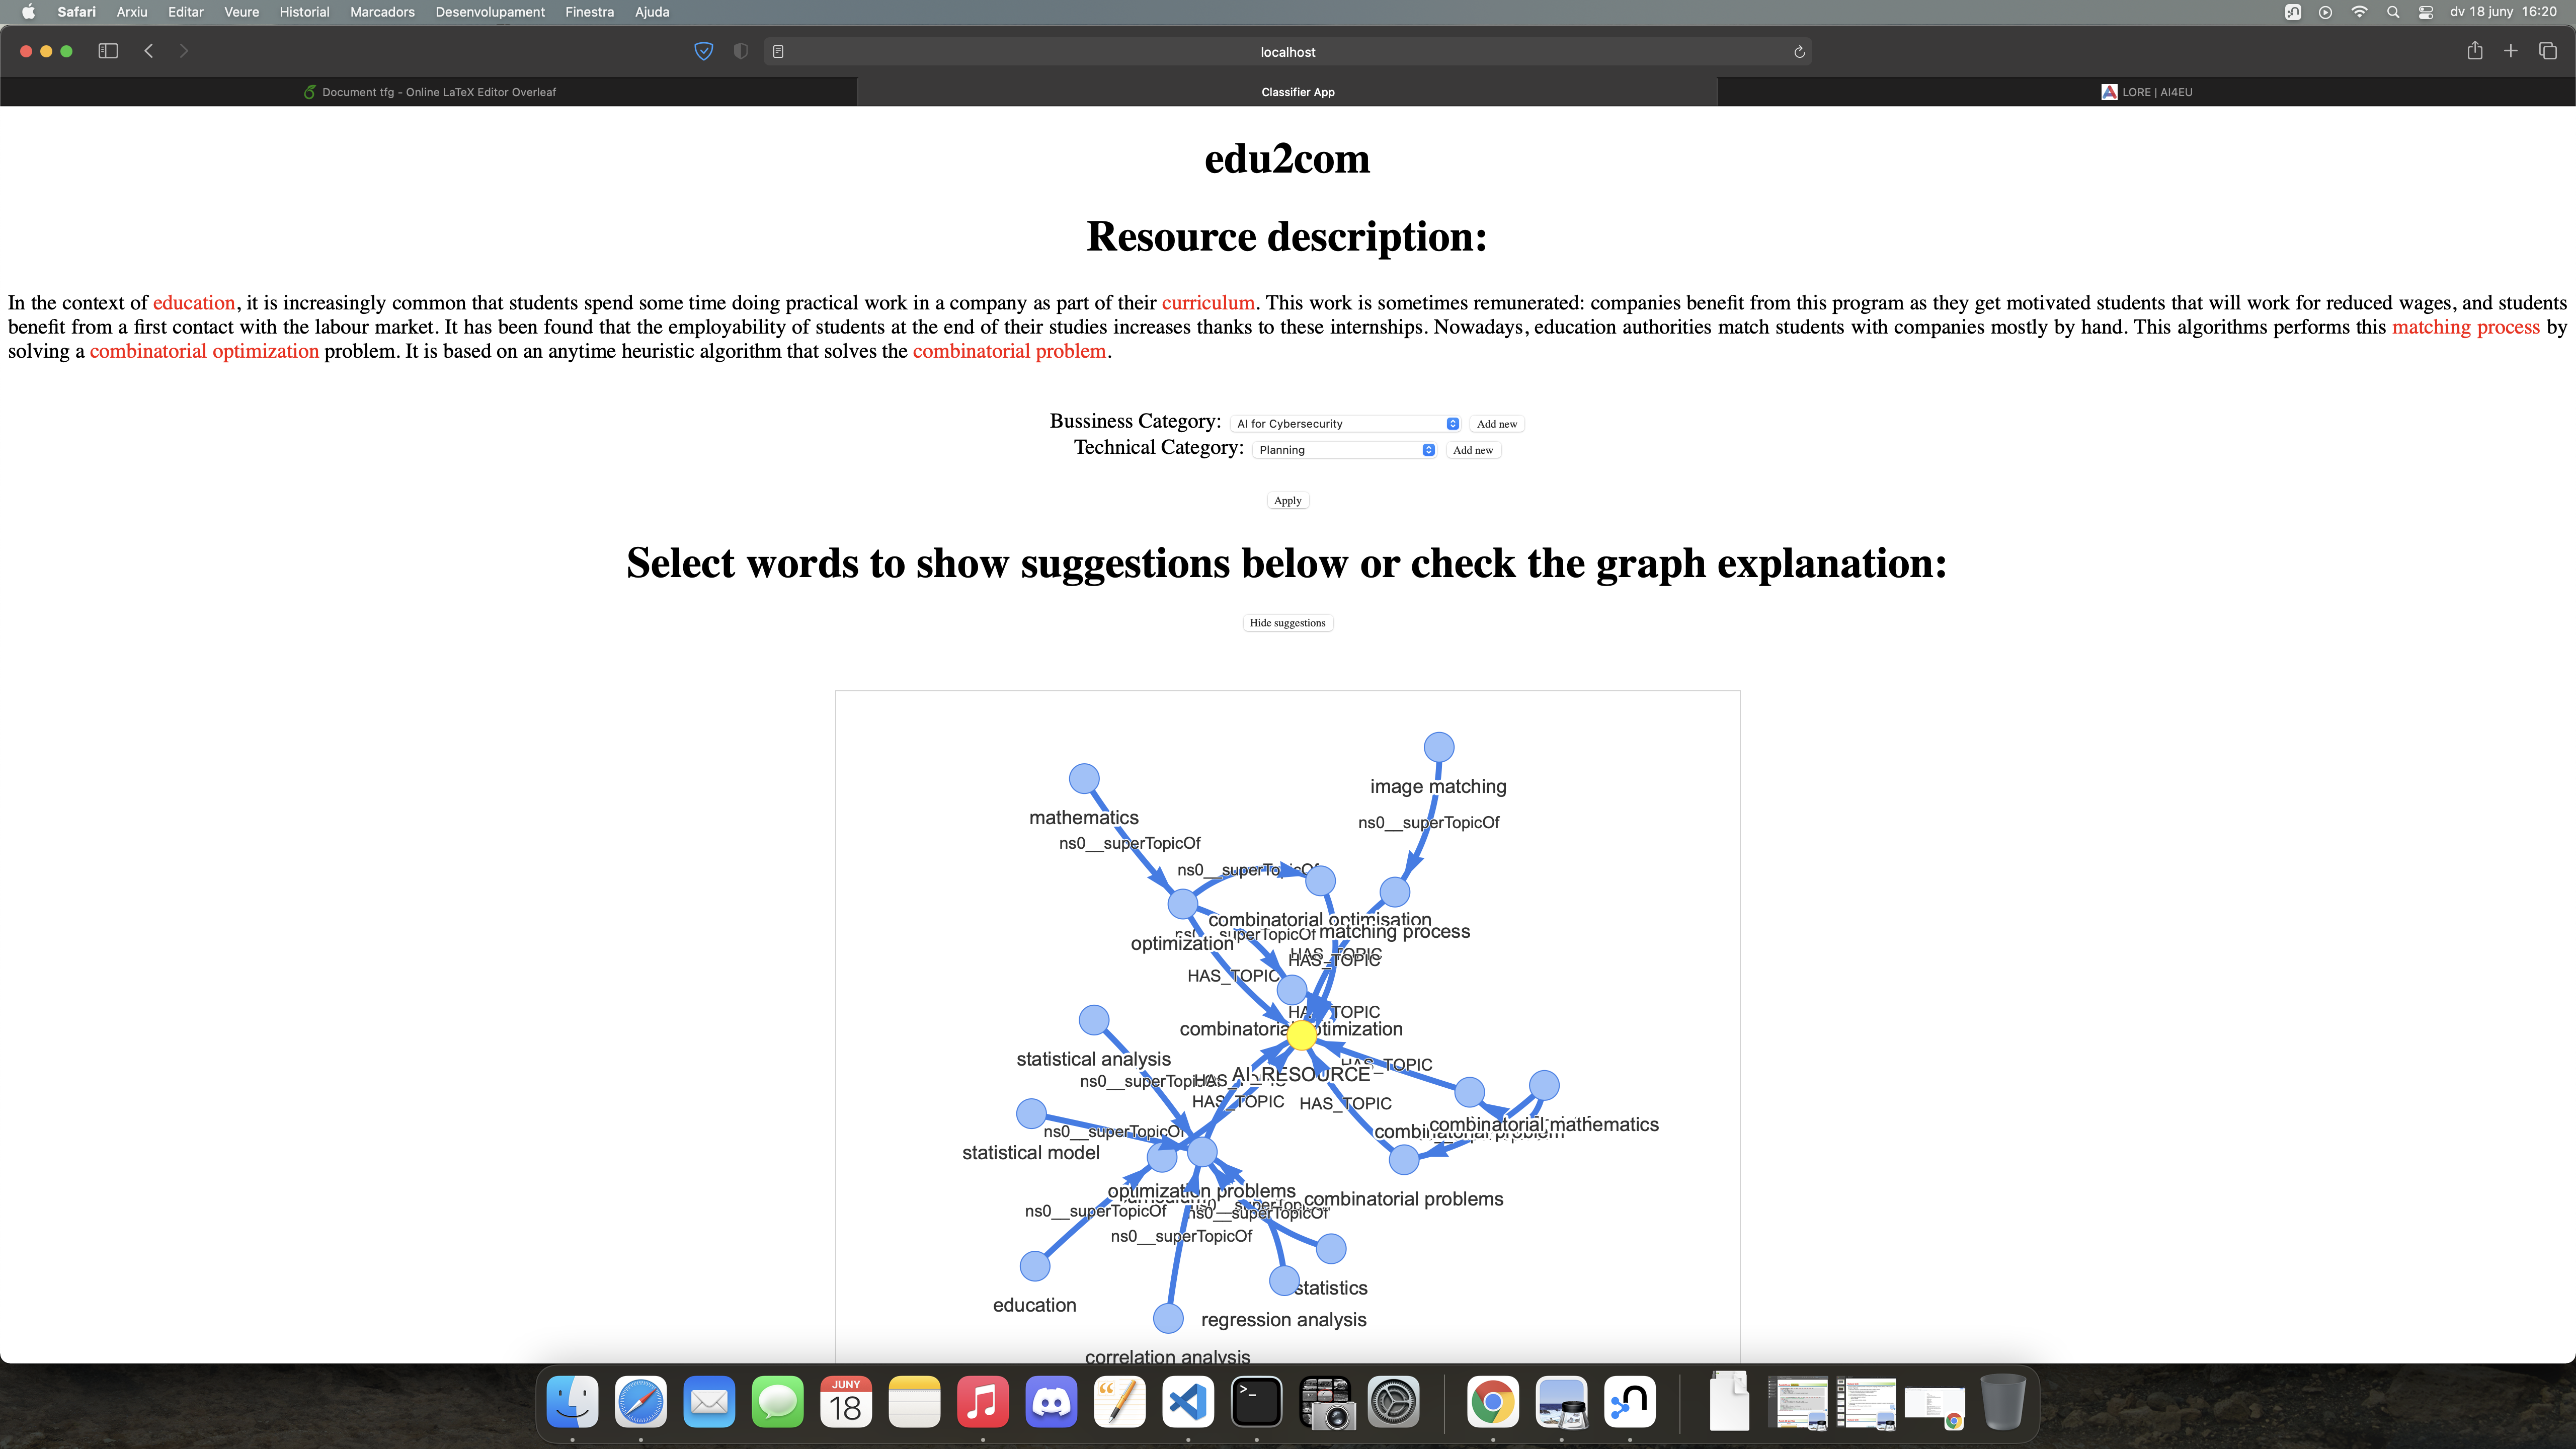 Safari Arxiu Editar Veure Historial Marcadors Desenvolupament Finestra Ajuda dv 18 juny 16:20
localhost
Document tfg - Online LaTeX Editor Overleaf Classifier App LORE | AI4EU
edu2com
Resource description:
In the context of education, it is increasingly common that students spend some time doing practical work in a company as part of their curriculum. This work is sometimes remunerated: companies benefit from this program as they get motivated students that will work for reduced wages, and students
benefit from a first contact with the labour market. It has been found that the employability of students at the end of their studies increases thanks to these internships. Nowadays, education authorities match students with companies mostly by hand. This algorithms performs this matching process by
solving a combinatorial optimization problem. It is based on an anytime heuristic algorithm that solves the combinatorial problem.
Bussiness Category: AI for Cybersecurity Add new
Technical Category: Planning Add new
Apply
Select words to show suggestions below or check the graph explanation:
Hide suggestions
image matching
mathematics
ns0__superTopicOf
ns0__superTopicOf
ns0__superTopicOf
combinatorial optimisation
matching process
ns0__superTopicOf
optimization
HAS_TOPIC
HAS_TOPIC
HAS_TOPIC
HAS_TOPIC
combinatorial optimization
statistical analysis
HAS_TOPIC
AI_RESOURCE
ns0__superTopicOf
HAS_TOPIC
HAS_TOPIC
combinatorial mathematics
combinatorial problem
ns0__superTopicOf
statistical model
optimization problems
combinatorial problems
ns0__superTopicOf
ns0__superTopicOf
ns0__superTopicOf
statistics
education
regression analysis
correlation analysis
JUNY
18